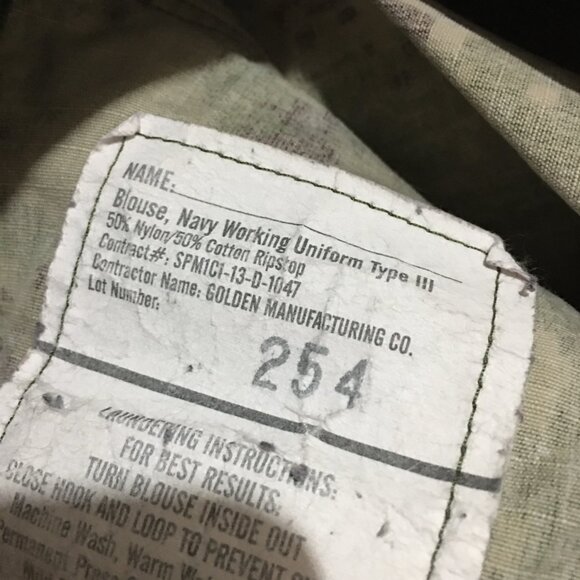 NAME:
Blouse, Navy Working Uniform Type III
50% Nylon/50% Cotton Ripstop
Contract#: SPM1C1-13-D-1047
Contractor Name: GOLDEN MANUFACTURING CO.
Lot Number:
254
LAUNDERING INSTRUCTIONS:
FOR BEST RESULTS.
TURN BLOUSE INSIDE OUT
CLOSE HOOK AND LOOP TO PREVENT
Machine Wash, Warm
Permanent Press